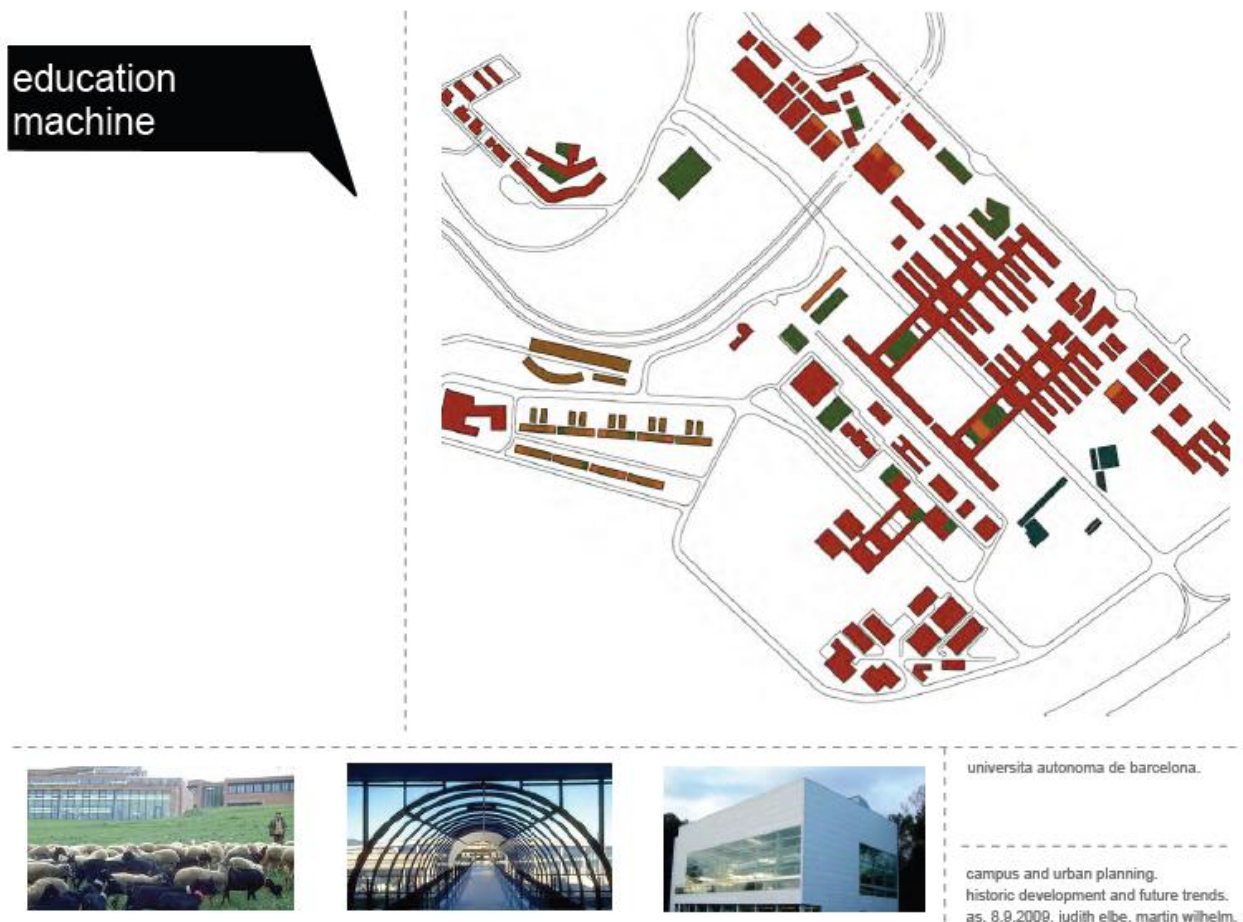 education
machine
universita autonoma de barcelona.
campus and urban planning.
historic development and future trends.
as. 8.9.2009. judith elbe. martin wilhelm.